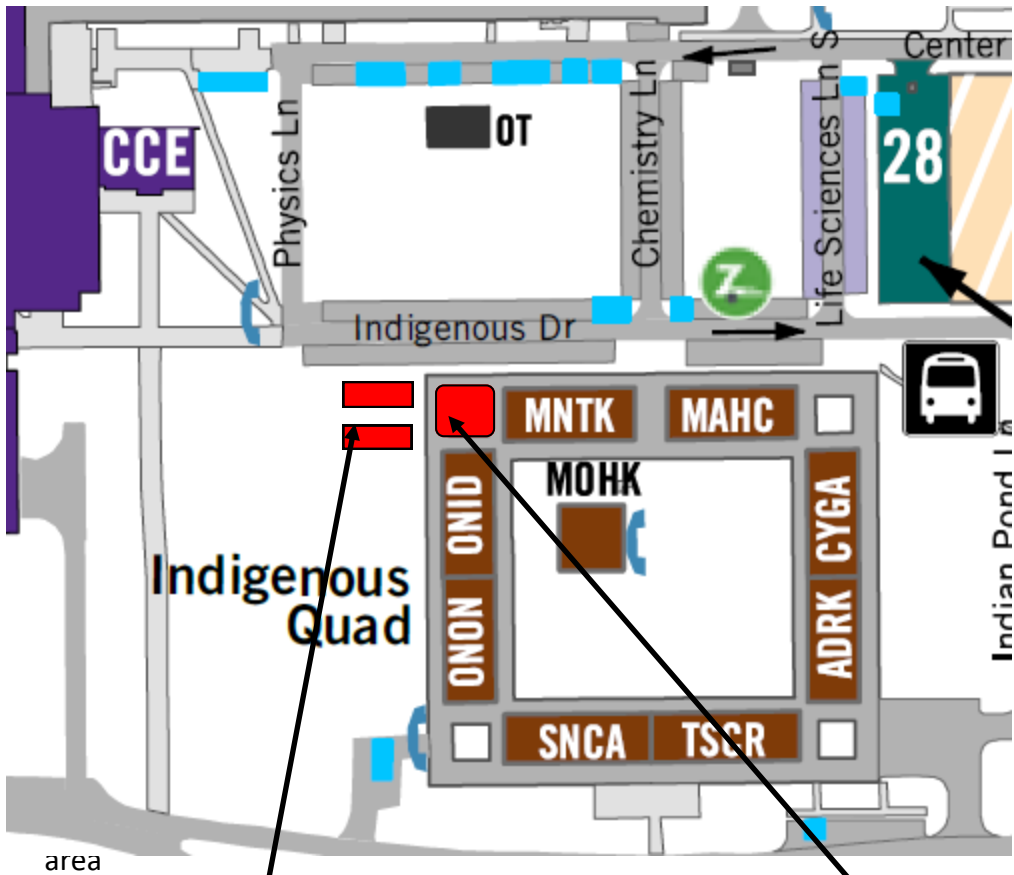 Center
Physics Ln
Chemistry Ln
Life Sciences Ln S
CCE
OT
28
Z
Indigenous Dr
MNTK
MAHC
MOHK
ONID
CYGA
Indigenous
Quad
ONON
ADRK
SNCA
TSCR
Indian Pond
area